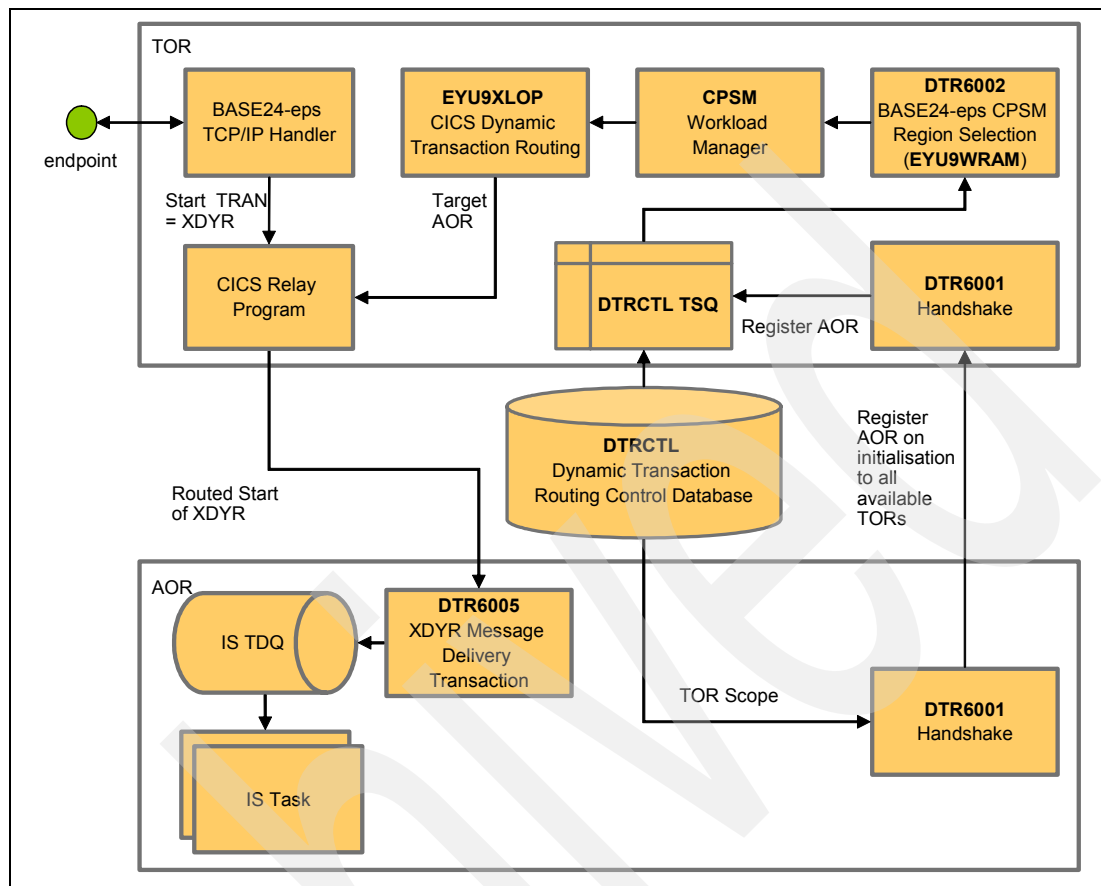 TOR
BASE24-eps
TCP/IP Handler
EYU9XLOP
CICS Dynamic
Transaction Routing
CPSM
Workload
Manager
DTR6002
BASE24-eps CPSM
Region Selection
(EYU9WRAM)
endpoint
Start TRAN
= XDYR
Target
AOR
CICS Relay
Program
DTRCTL TSQ
Register AOR
DTR6001
Handshake
DTRCTL
Dynamic Transaction
Routing Control Database
Register
AOR on
initialisation
to all
available
TORs
Routed Start
of XDYR
AOR
IS TDQ
DTR6005
XDYR Message
Delivery
Transaction
TOR Scope
DTR6001
Handshake
IS Task